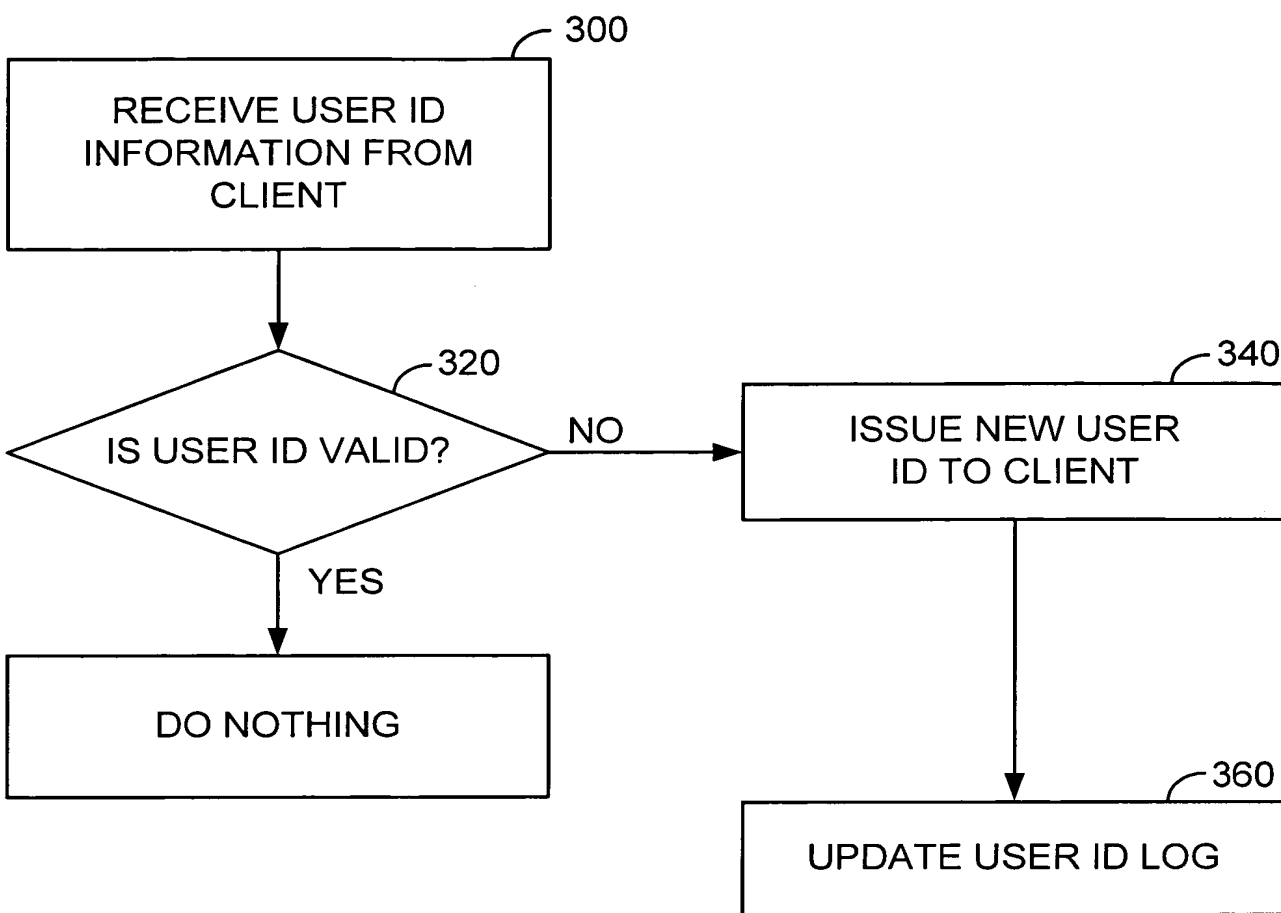 300
RECEIVE USER ID
INFORMATION FROM
CLIENT
320
IS USER ID VALID?
NO
340
ISSUE NEW USER
ID TO CLIENT
YES
DO NOTHING
360
UPDATE USER ID LOG